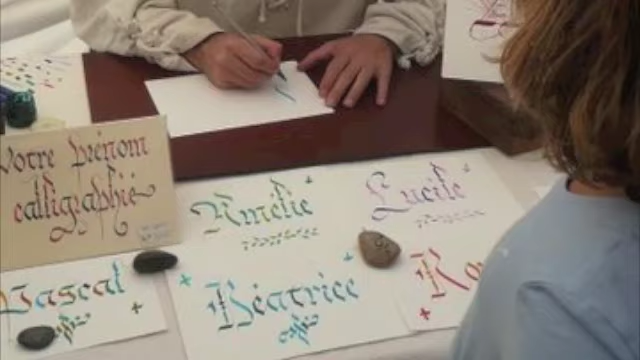 Votre prénom
calligraphié
Amélie
Lucile
Pascal
Béatrice